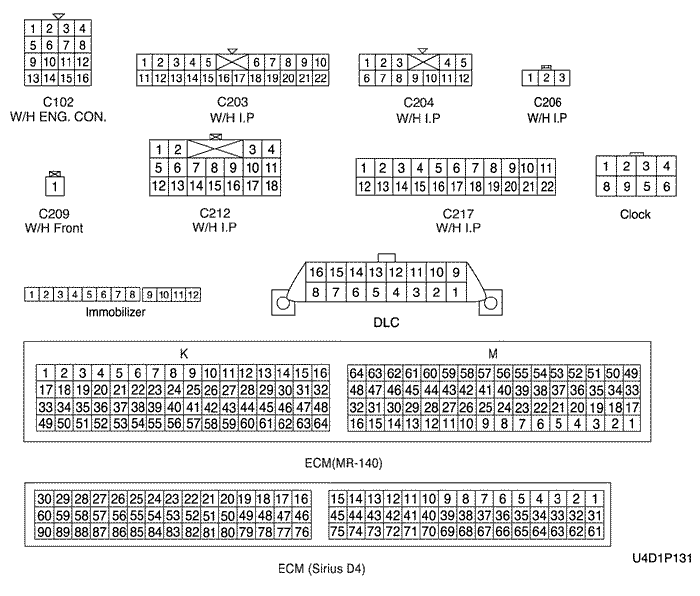 1 2 3 4
5 6 7 8
9 10 11 12
13 14 15 16
C102
W/H ENG. CON.
1 2 3 4 5 6 7 8 9 10
11 12 13 14 15 16 17 18 19 20 21 22
C203
W/H I.P
1 2 3 4 5
6 7 8 9 10 11 12
C204
W/H I.P
1 2 3
C206
W/H I.P
1
C209
W/H Front
1 2 3 4
5 6 7 8 9 10 11
12 13 14 15 16 17 18
C212
W/H I.P
1 2 3 4 5 6 7 8 9 10 11
12 13 14 15 16 17 18 19 20 21 22
C217
W/H I.P
1 2 3 4
8 9 5 6
Clock
1 2 3 4 5 6 7 8 9 10 11 12
Immobilizer
16 15 14 13 12 11 10 9
8 7 6 5 4 3 2 1
DLC
K
1 2 3 4 5 6 7 8 9 10 11 12 13 14 15 16
17 18 19 20 21 22 23 24 25 26 27 28 29 30 31 32
33 34 35 36 37 38 39 40 41 42 43 44 45 46 47 48
49 50 51 52 53 54 55 56 57 58 59 60 61 62 63 64
M
64 63 62 61 60 59 58 57 56 55 54 53 52 51 50 49
48 47 46 45 44 43 42 41 40 39 38 37 36 35 34 33
32 31 30 29 28 27 26 25 24 23 22 21 20 19 18 17
16 15 14 13 12 11 10 9 8 7 6 5 4 3 2 1
ECM(MR-140)
30 29 28 27 26 25 24 23 22 21 20 19 18 17 16
60 59 58 57 56 55 54 53 52 51 50 49 48 47 46
90 89 88 87 86 85 84 83 82 81 80 79 78 77 76
15 14 13 12 11 10 9 8 7 6 5 4 3 2 1
45 44 43 42 41 40 39 38 37 36 35 34 33 32 31
75 74 73 72 71 70 69 68 67 66 65 64 63 62 61
ECM (Sirius D4)
U4D1P131